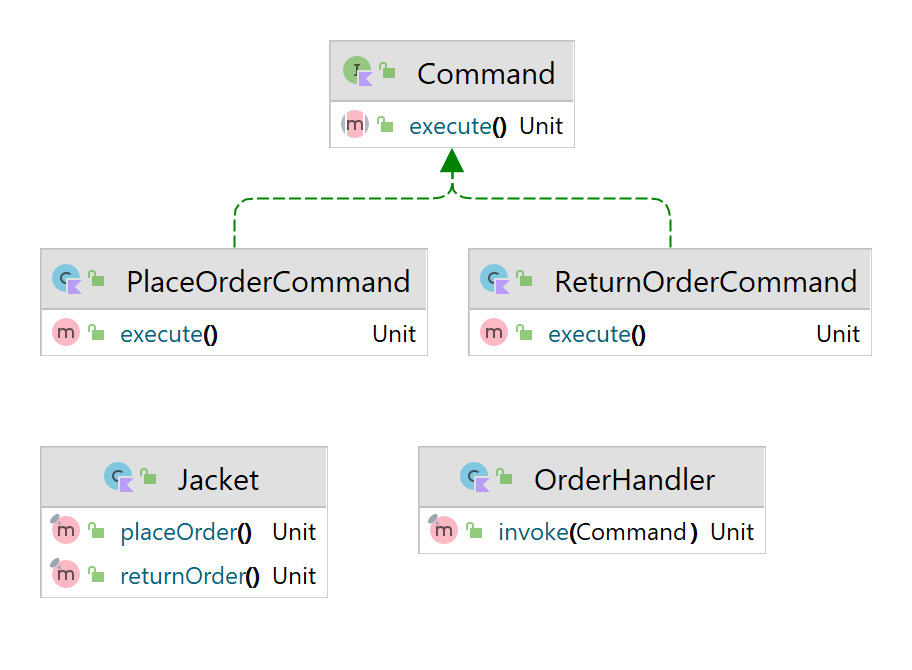 I Command
m execute() Unit
C PlaceOrderCommand
m execute() Unit
C ReturnOrderCommand
m execute() Unit
C Jacket
m placeOrder() Unit
m returnOrder() Unit
C OrderHandler
m invoke(Command) Unit